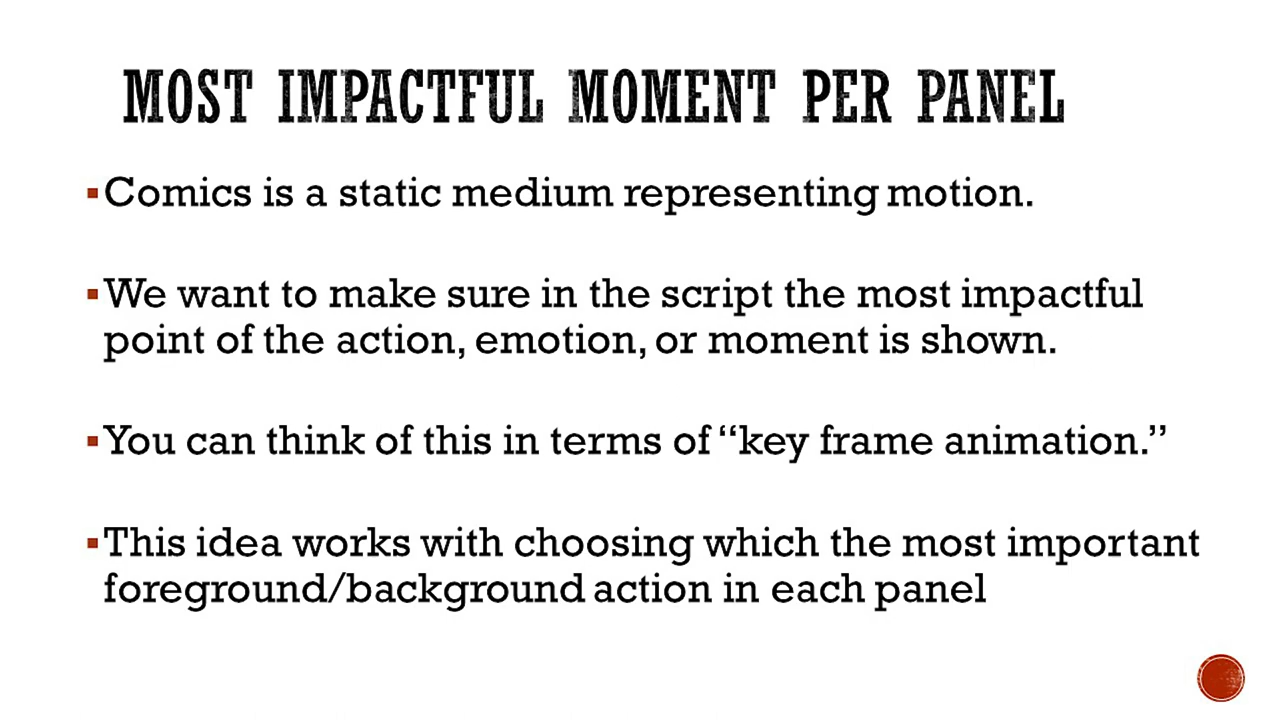 MOST IMPACTFUL MOMENT PER PANEL
▪Comics is a static medium representing motion.
▪We want to make sure in the script the most impactful
point of the action, emotion, or moment is shown.
▪You can think of this in terms of “key frame animation.”
▪This idea works with choosing which the most important
foreground/background action in each panel